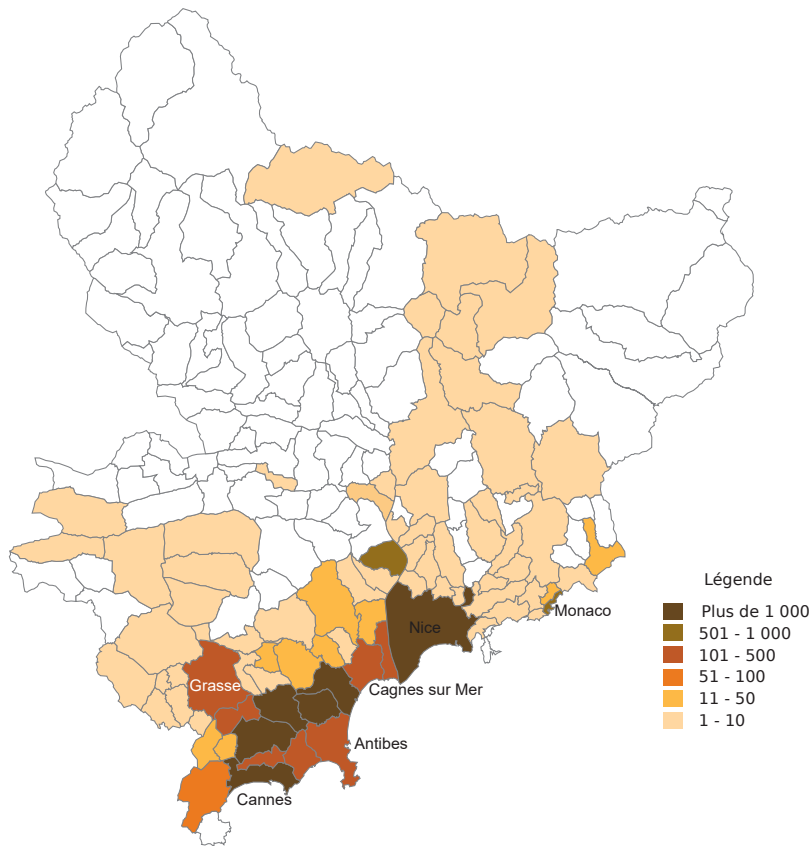 Légende
Plus de 1 000
501 - 1 000
101 - 500
51 - 100
11 - 50
1 - 10
Monaco
Nice
Grasse
Cagnes sur Mer
Antibes
Cannes